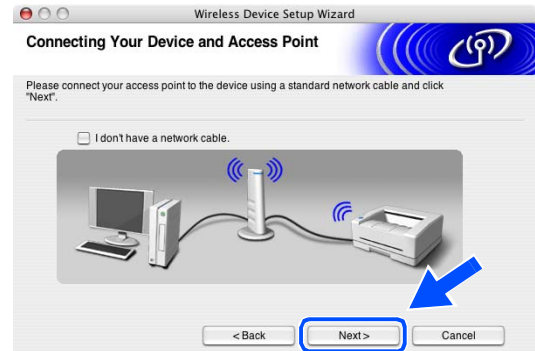 Wireless Device Setup Wizard
Connecting Your Device and Access Point
Please connect your access point to the device using a standard network cable and click
"Next".
I don't have a network cable.
< Back
Next >
Cancel